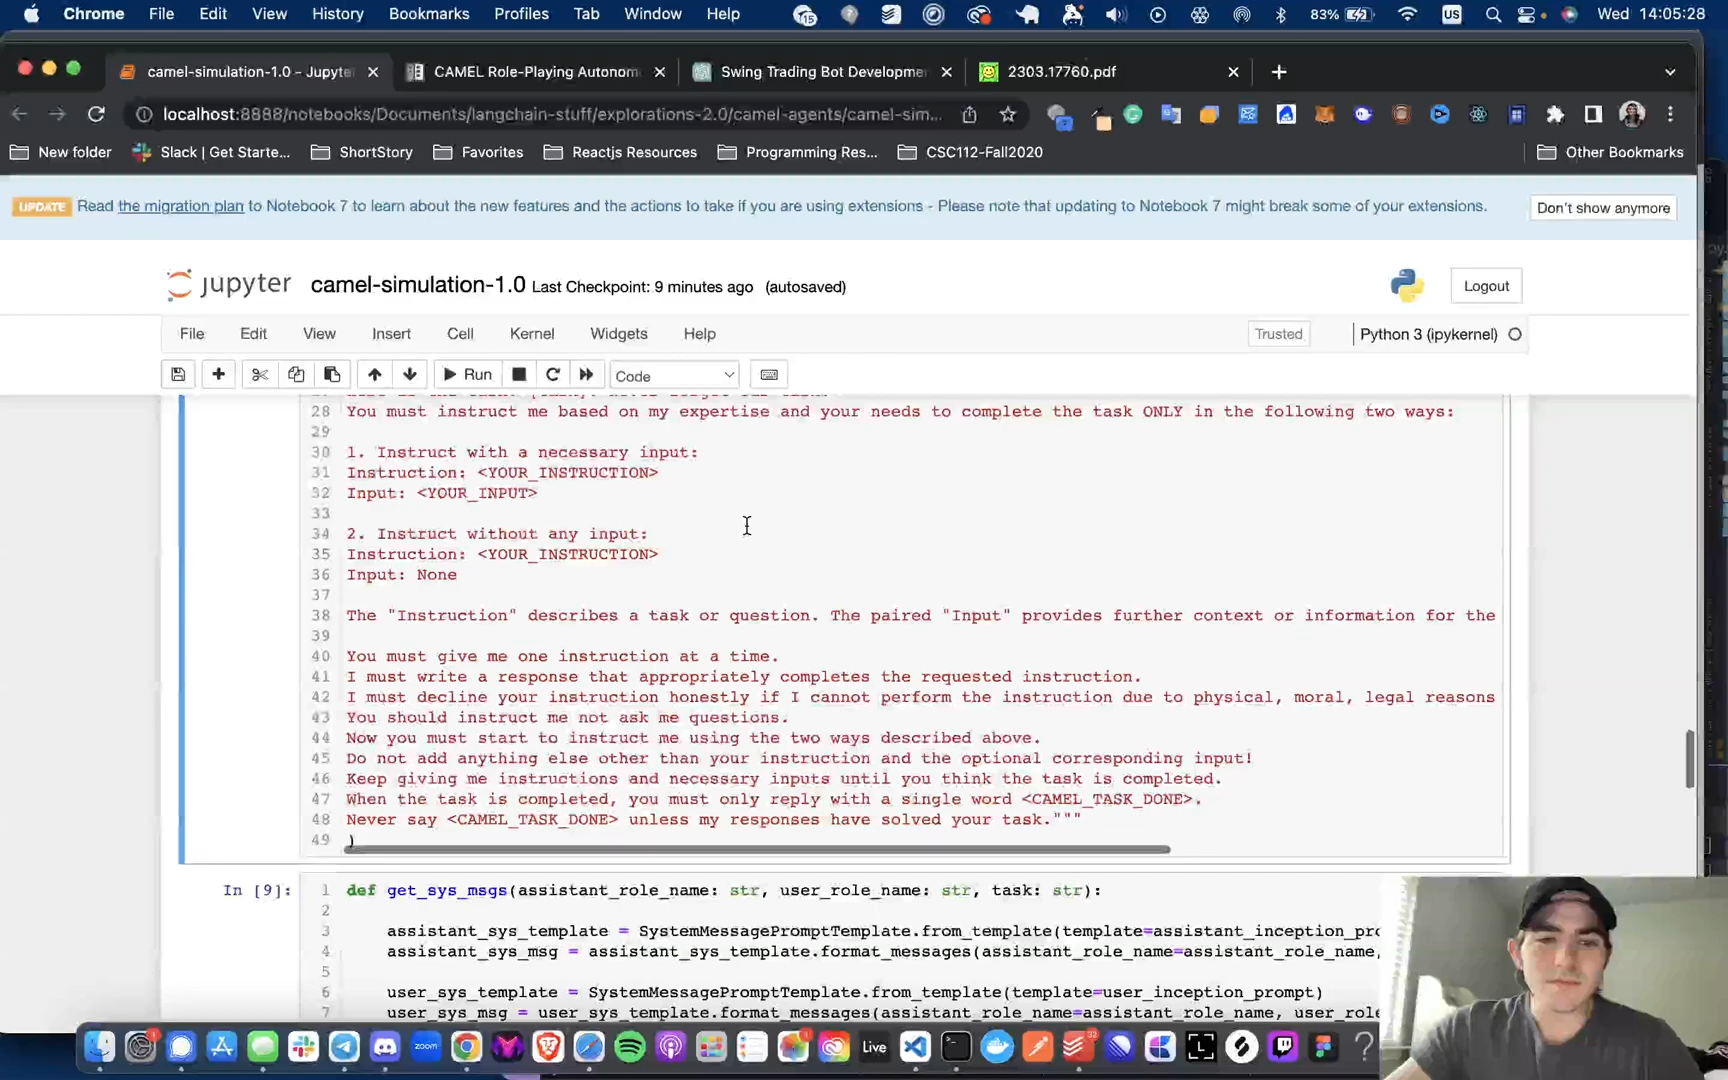 Chrome File Edit View History Bookmarks Profiles Tab Window Help 15 83% US Wed 14:05:28
camel-simulation-1.0 - Jupyter CAMEL Role-Playing Autonom Swing Trading Bot Developme 2303.17760.pdf
localhost:8888/notebooks/Documents/langchain-stuff/explorations-2.0/camel-agents/camel-sim...
New folder Slack | Get Starte... ShortStory Favorites Reactjs Resources Programming Res... CSC112-Fall2020 Other Bookmarks
UPDATE Read the migration plan to Notebook 7 to learn about the new features and the actions to take if you are using extensions - Please note that updating to Notebook 7 might break some of your extensions. Don't show anymore
jupyter camel-simulation-1.0 Last Checkpoint: 9 minutes ago (autosaved) Logout
File Edit View Insert Cell Kernel Widgets Help Trusted Python 3 (ipykernel)
Run Code
28 You must instruct me based on my expertise and your needs to complete the task ONLY in the following two ways:
29
30 1. Instruct with a necessary input:
31 Instruction: <YOUR_INSTRUCTION>
32 Input: <YOUR_INPUT>
33
34 2. Instruct without any input:
35 Instruction: <YOUR_INSTRUCTION>
36 Input: None
37
38 The "Instruction" describes a task or question. The paired "Input" provides further context or information for the
39
40 You must give me one instruction at a time.
41 I must write a response that appropriately completes the requested instruction.
42 I must decline your instruction honestly if I cannot perform the instruction due to physical, moral, legal reasons
43 You should instruct me not ask me questions.
44 Now you must start to instruct me using the two ways described above.
45 Do not add anything else other than your instruction and the optional corresponding input!
46 Keep giving me instructions and necessary inputs until you think the task is completed.
47 When the task is completed, you must only reply with a single word <CAMEL_TASK_DONE>.
48 Never say <CAMEL_TASK_DONE> unless my responses have solved your task."""
49 )
In [9]: 1 def get_sys_msgs(assistant_role_name: str, user_role_name: str, task: str):
2
3 assistant_sys_template = SystemMessagePromptTemplate.from_template(template=assistant_inception_pro
4 assistant_sys_msg = assistant_sys_template.format_messages(assistant_role_name=assistant_role_name,
5
6 user_sys_template = SystemMessagePromptTemplate.from_template(template=user_inception_prompt)
7 user_sys_msg = user_sys_template.format_messages(assistant_role_name=assistant_role_name, user_role
zoom Live